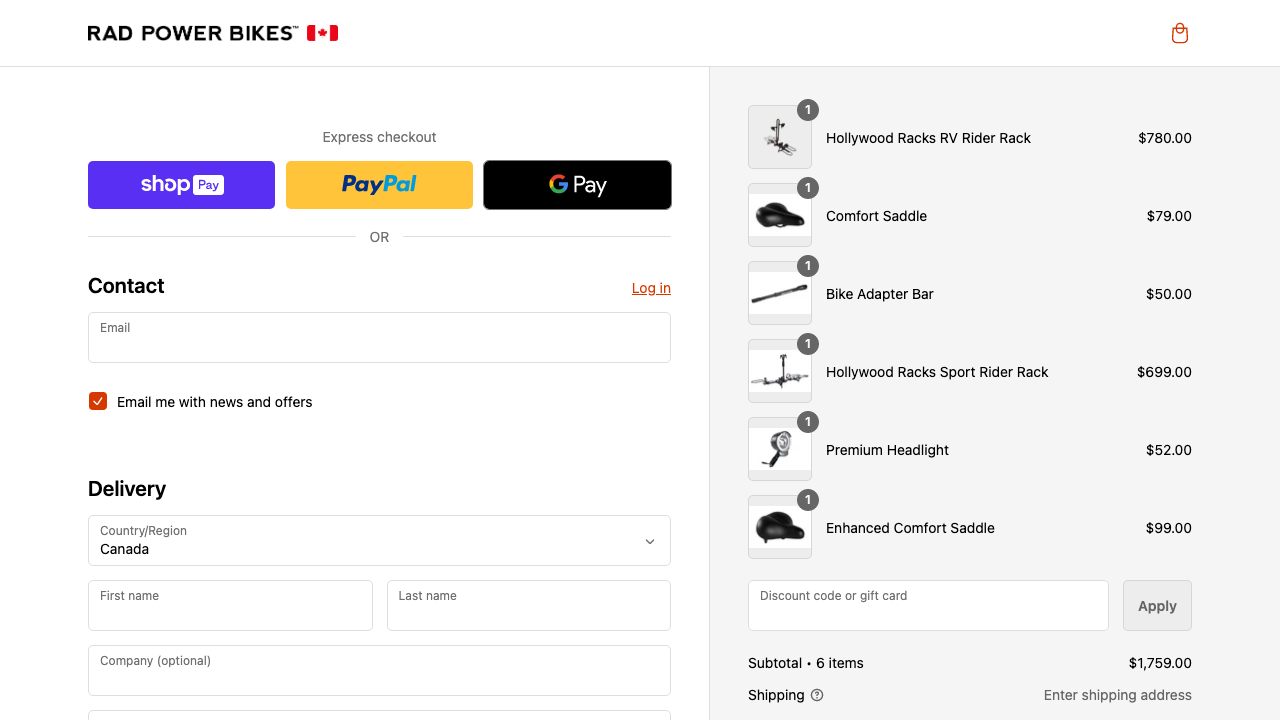 RAD POWER BIKES™
Express checkout
shop Pay
PayPal
G Pay
OR
Contact
Log in
Email
Email me with news and offers
Delivery
Country/Region
Canada
First name
Last name
Company (optional)
1
Hollywood Racks RV Rider Rack
$780.00
1
Comfort Saddle
$79.00
1
Bike Adapter Bar
$50.00
1
Hollywood Racks Sport Rider Rack
$699.00
1
Premium Headlight
$52.00
1
Enhanced Comfort Saddle
$99.00
Discount code or gift card
Apply
Subtotal • 6 items
$1,759.00
Shipping
Enter shipping address